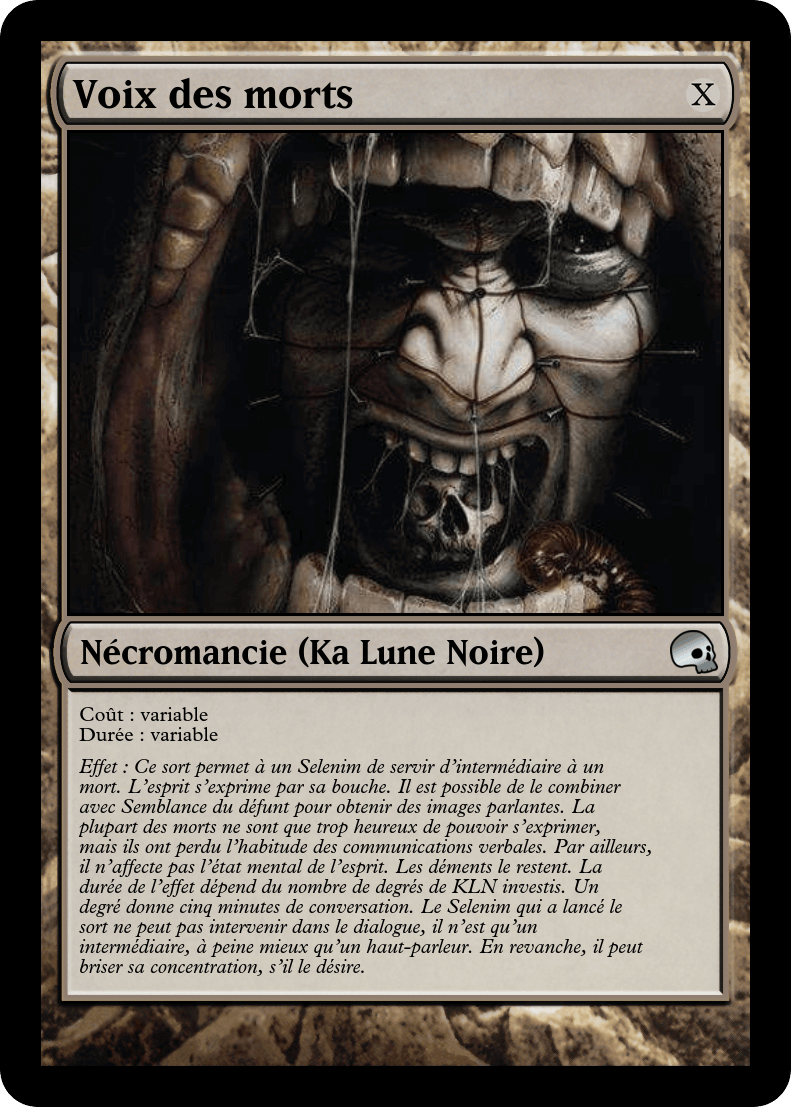 Voix des morts
X
Nécromancie (Ka Lune Noire)
Coût : variable
Durée : variable
Effet : Ce sort permet à un Selenim de servir d'intermédiaire à un
mort. L'esprit s'exprime par sa bouche. Il est possible de le combiner
avec Semblance du défunt pour obtenir des images parlantes. La
plupart des morts ne sont que trop heureux de pouvoir s'exprimer,
mais ils ont perdu l'habitude des communications verbales. Par ailleurs,
il n'affecte pas l'état mental de l'esprit. Les déments le restent. La
durée de l'effet dépend du nombre de degrés de KLN investis. Un
degré donne cinq minutes de conversation. Le Selenim qui a lancé le
sort ne peut pas intervenir dans le dialogue, il n'est qu'un
intermédiaire, à peine mieux qu'un haut-parleur. En revanche, il peut
briser sa concentration, s'il le désire.